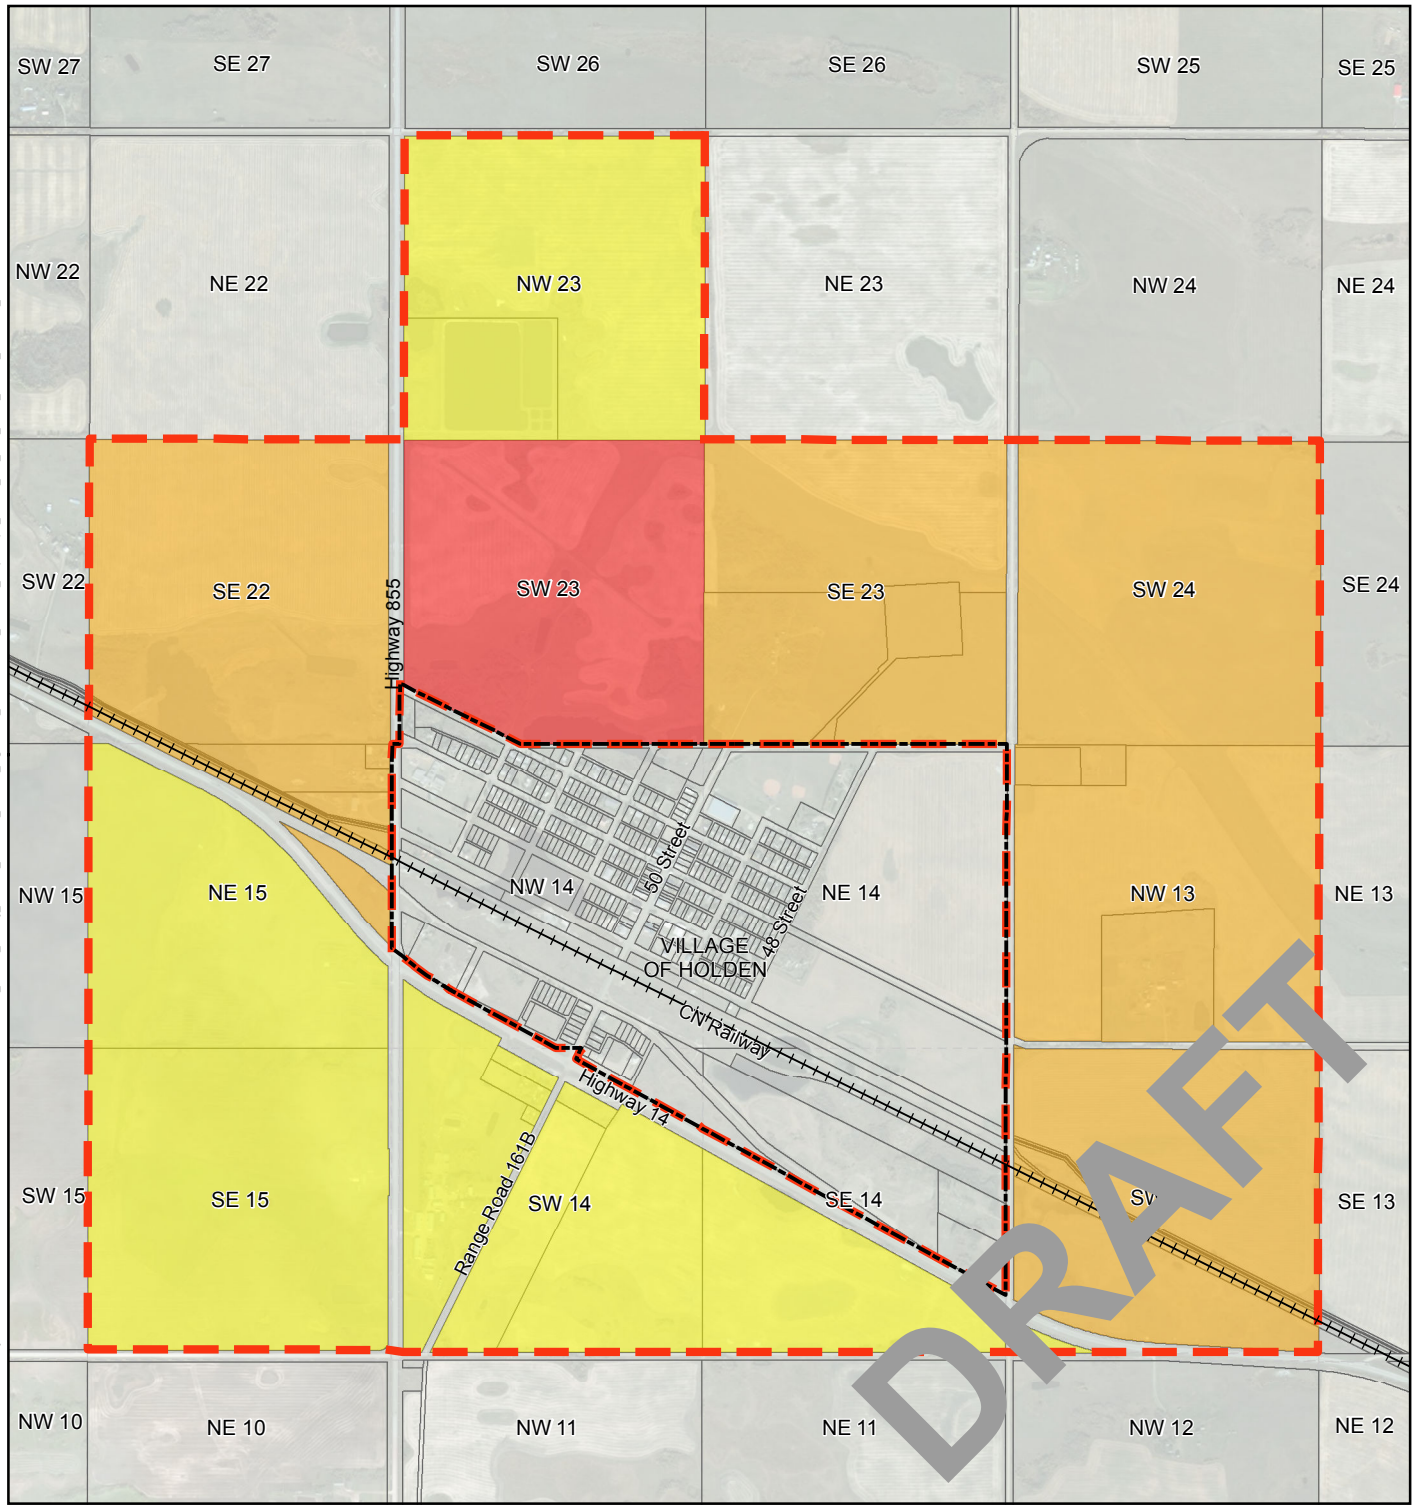 SW 27
SE 27
SW 26
SE 26
SW 25
SE 25
NW 22
NE 22
NW 23
NE 23
NW 24
NE 24
SW 22
SE 22
Highway 855
SW 23
SE 23
SW 24
SE 24
NW 15
NE 15
NW 14
50 Street
48 Street
NE 14
NW 13
NE 13
VILLAGE
OF HOLDEN
CN Railway
Highway 14
Range Road 161B
SW 15
SE 15
SW 14
SE 14
SW
SE 13
DRAFT
NW 10
NE 10
NW 11
NE 11
NW 12
NE 12